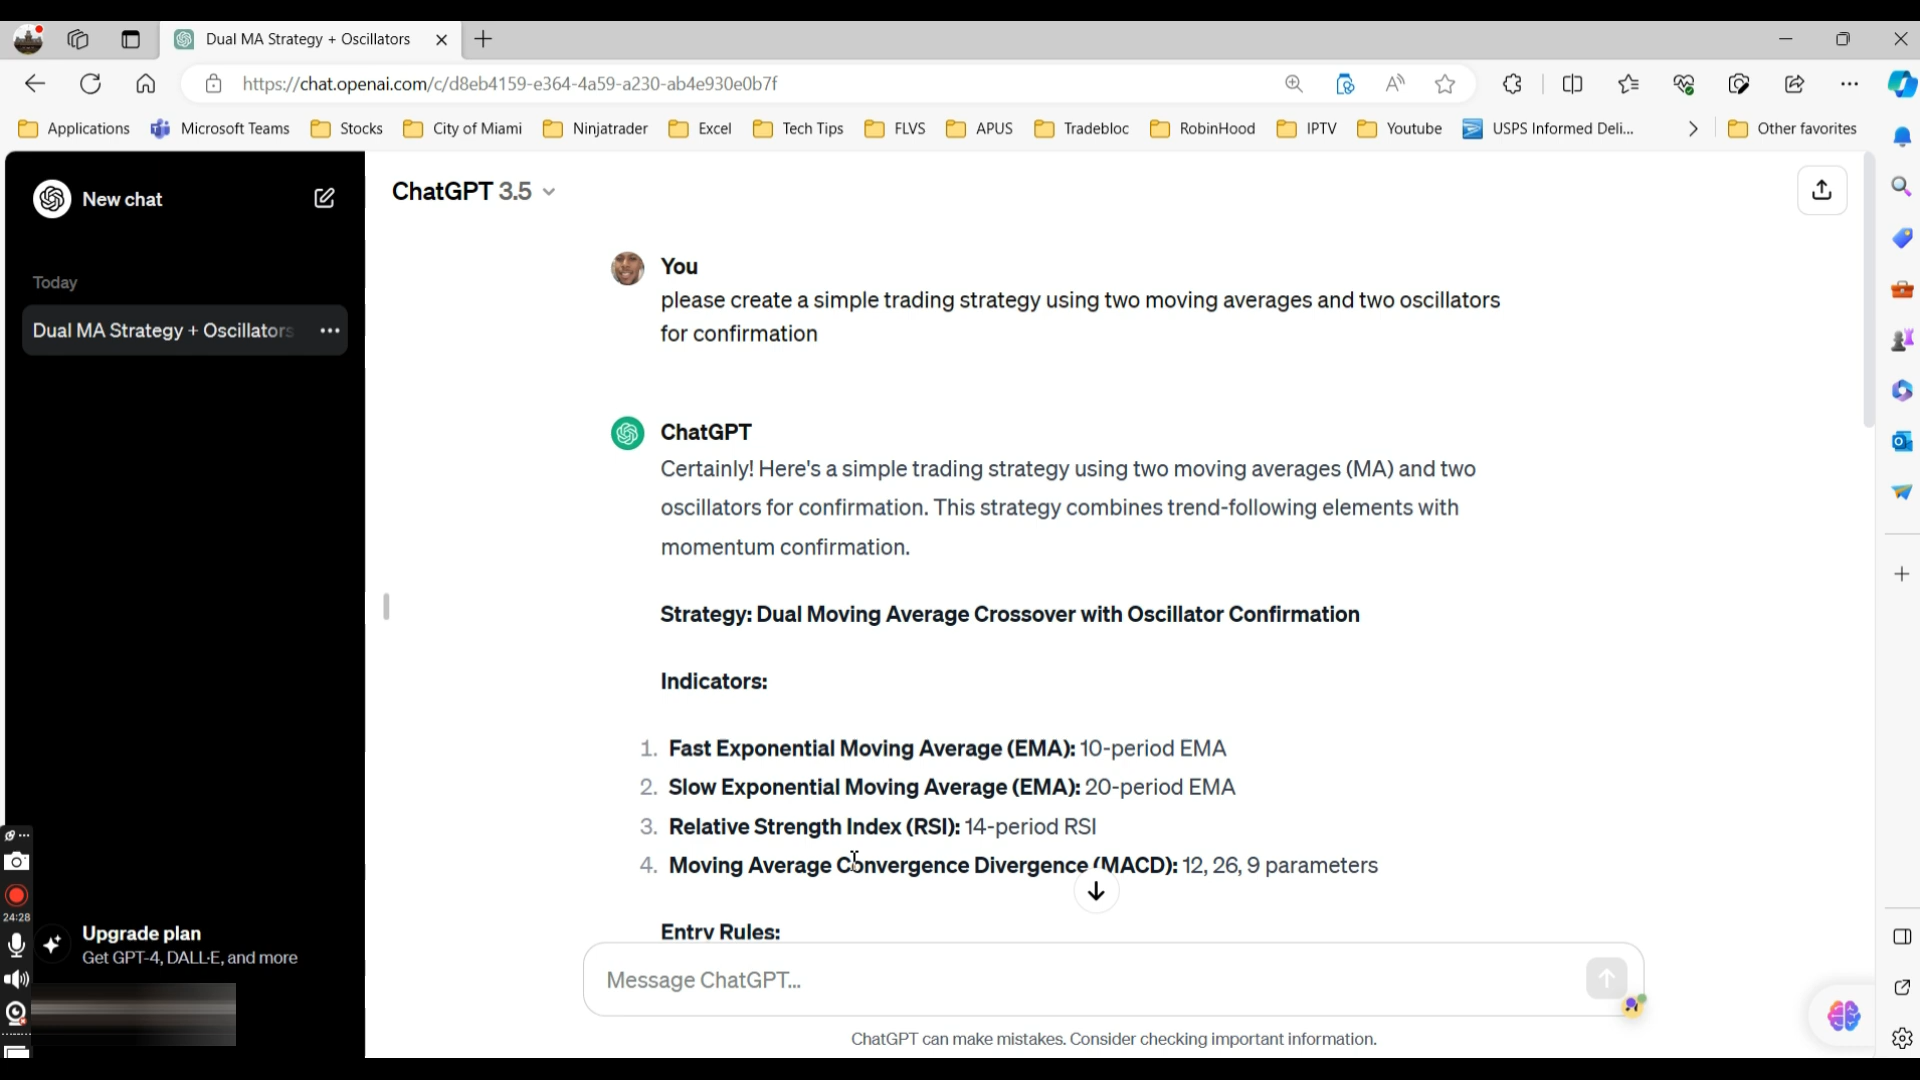 Dual MA Strategy + Oscillators
https://chat.openai.com/c/d8eb4159-e364-4a59-a230-ab4e930e0b7f
Applications Microsoft Teams Stocks City of Miami Ninjatrader Excel Tech Tips FLVS APUS Tradebloc RobinHood IPTV Youtube USPS Informed Deli... Other favorites
New chat
ChatGPT 3.5
Today
Dual MA Strategy + Oscillators
You
please create a simple trading strategy using two moving averages and two oscillators
for confirmation
ChatGPT
Certainly! Here's a simple trading strategy using two moving averages (MA) and two
oscillators for confirmation. This strategy combines trend-following elements with
momentum confirmation.
Strategy: Dual Moving Average Crossover with Oscillator Confirmation
Indicators:
1. Fast Exponential Moving Average (EMA): 10-period EMA
2. Slow Exponential Moving Average (EMA): 20-period EMA
3. Relative Strength Index (RSI): 14-period RSI
4. Moving Average Convergence Divergence (MACD): 12, 26, 9 parameters
Entry Rules:
24:28
Upgrade plan
Get GPT-4, DALL·E, and more
Message ChatGPT...
ChatGPT can make mistakes. Consider checking important information.